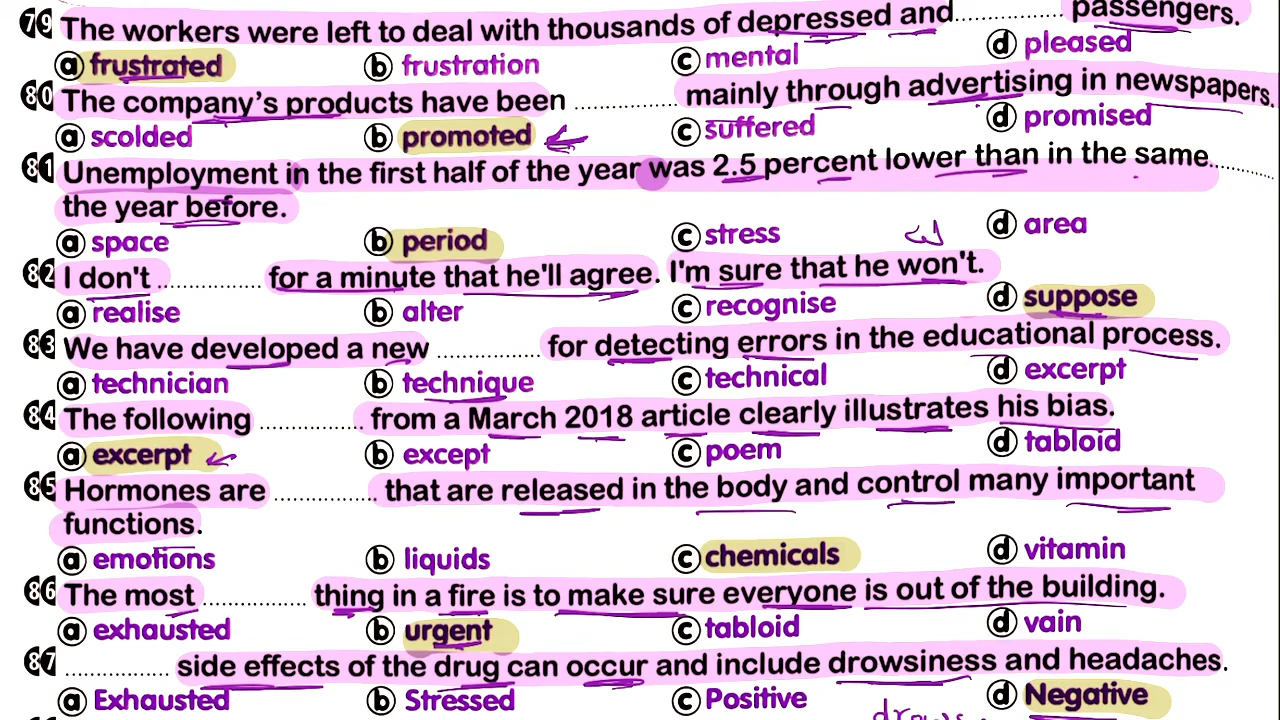 79 The workers were left to deal with thousands of depressed and.................. passengers.
a frustrated b frustration c mental d pleased
80 The company's products have been ................. mainly through advertising in newspapers.
a scolded b promoted c suffered d promised
81 Unemployment in the first half of the year was 2.5 percent lower than in the same...........
the year before.
a space b period c stress d area
82 I don't ................. for a minute that he'll agree. I'm sure that he won't.
a realise b alter c recognise d suppose
83 We have developed a new ................. for detecting errors in the educational process.
a technician b technique c technical d excerpt
84 The following ................. from a March 2018 article clearly illustrates his bias.
a excerpt b except c poem d tabloid
85 Hormones are ................. that are released in the body and control many important
functions.
a emotions b liquids c chemicals d vitamin
86 The most ................. thing in a fire is to make sure everyone is out of the building.
a exhausted b urgent c tabloid d vain
87 ................. side effects of the drug can occur and include drowsiness and headaches.
a Exhausted b Stressed c Positive d Negative